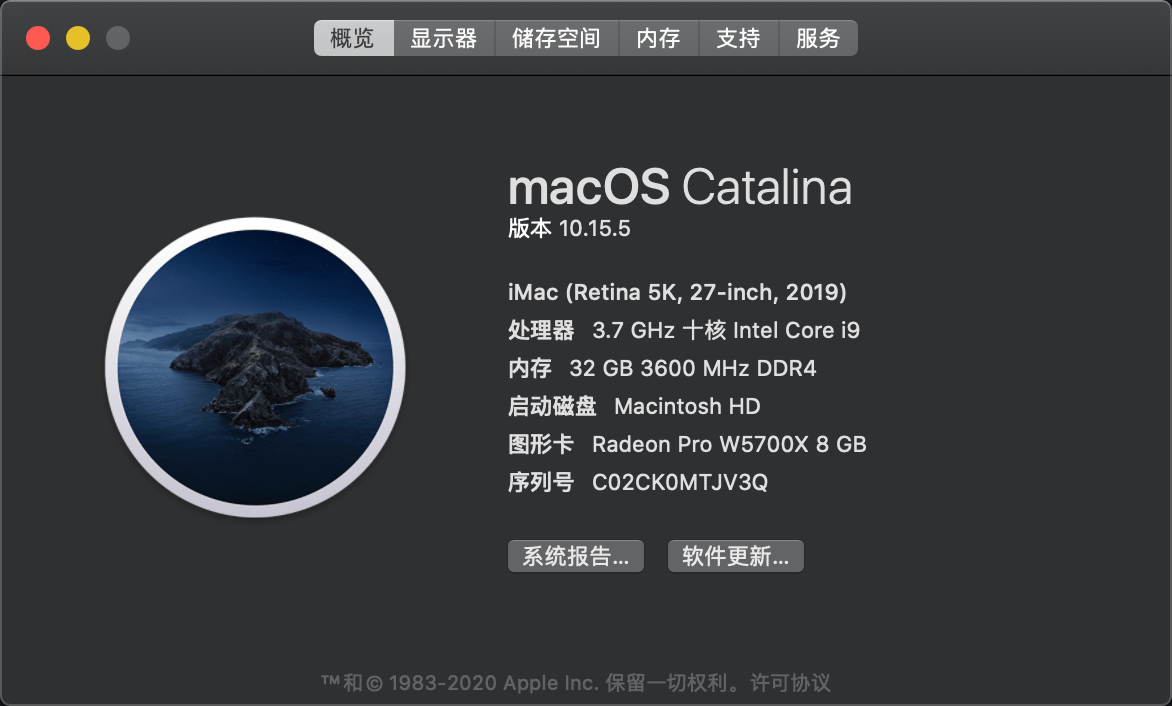 概览 显示器 储存空间 内存 支持 服务
macOS Catalina
版本 10.15.5
iMac (Retina 5K, 27-inch, 2019)
处理器 3.7 GHz 十核 Intel Core i9
内存 32 GB 3600 MHz DDR4
启动磁盘 Macintosh HD
图形卡 Radeon Pro W5700X 8 GB
序列号 C02CK0MTJV3Q
系统报告... 软件更新...
™和© 1983-2020 Apple Inc. 保留一切权利。许可协议